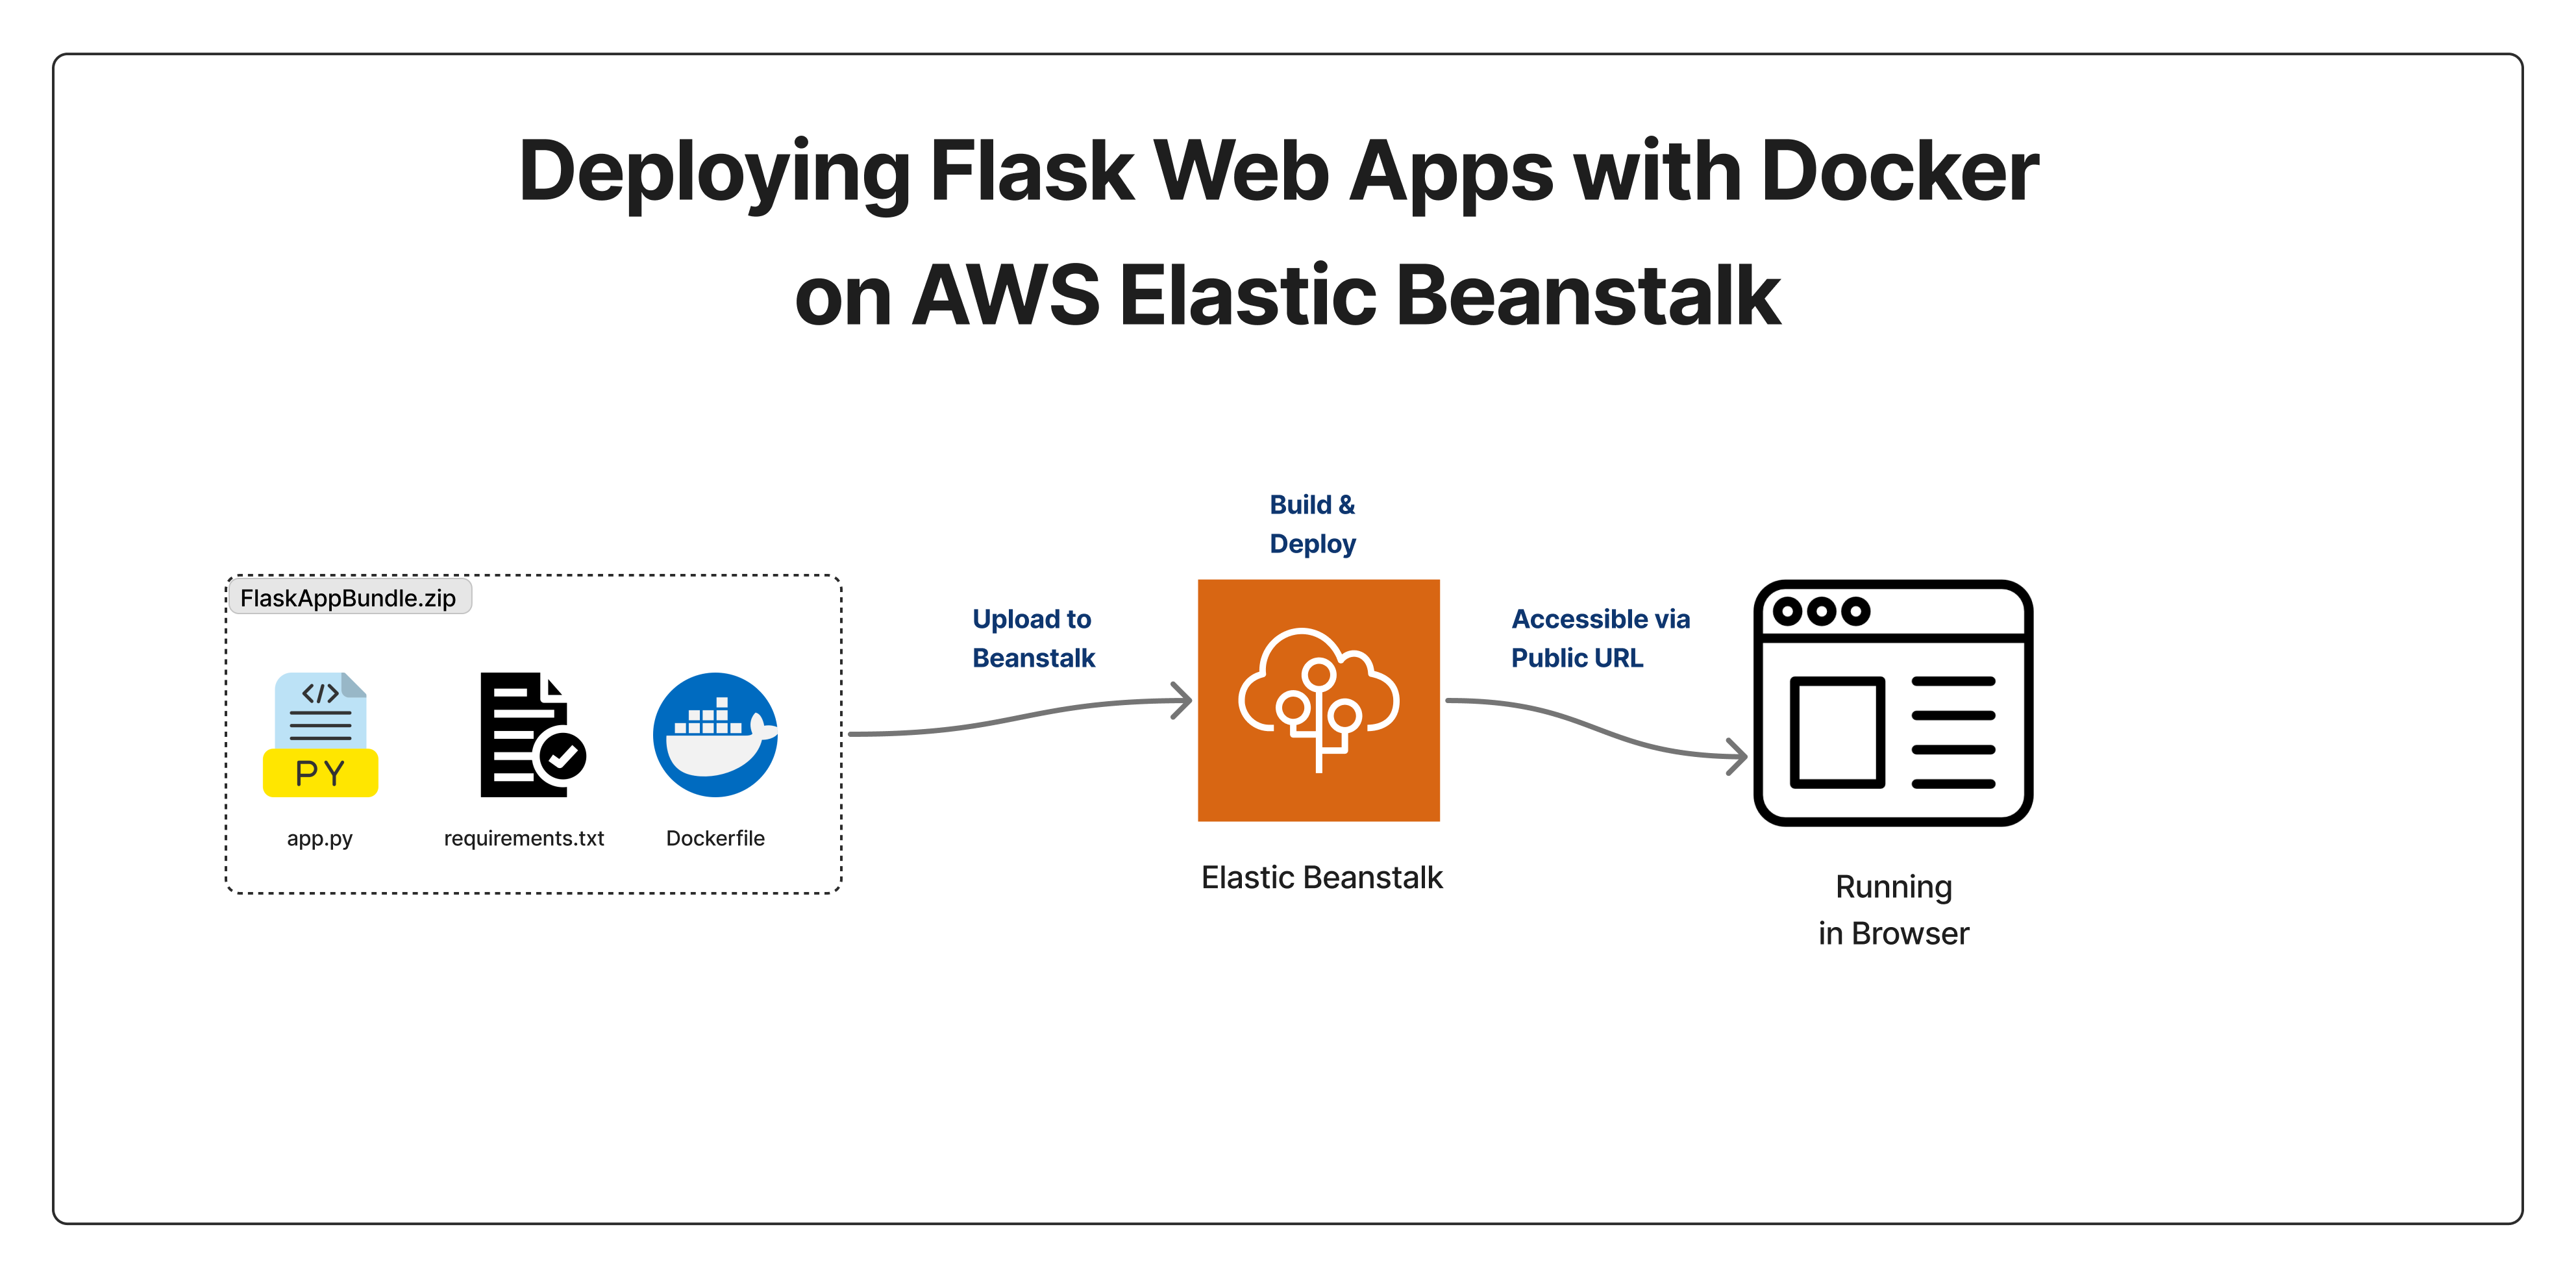 Deploying Flask Web Apps with Docker
on AWS Elastic Beanstalk
Build &
Deploy
FlaskAppBundle.zip
Upload to
Beanstalk
Accessible via
Public URL
</>
PY
app.py
requirements.txt
Dockerfile
Elastic Beanstalk
Running
in Browser